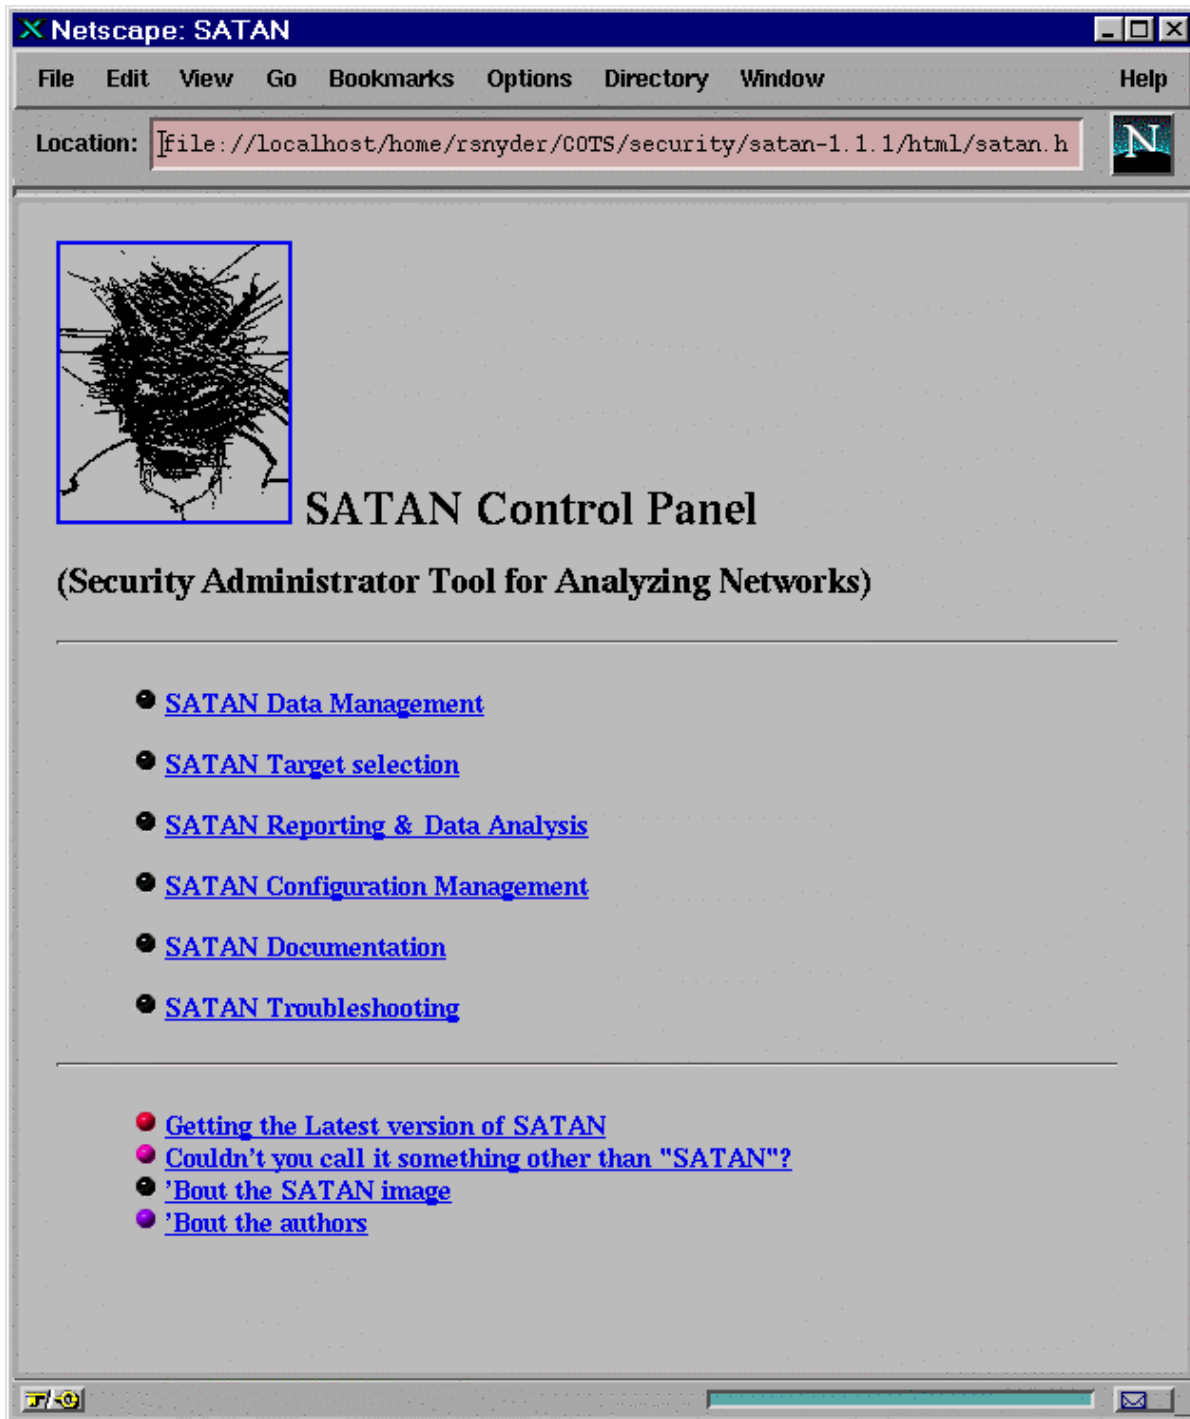 Netscape: SATAN
File Edit View Go Bookmarks Options Directory Window Help
Location: file://localhost/home/rsnyder/COTS/security/satan-1.1.1/html/satan.h
N
SATAN Control Panel
(Security Administrator Tool for Analyzing Networks)
SATAN Data Management
SATAN Target selection
SATAN Reporting & Data Analysis
SATAN Configuration Management
SATAN Documentation
SATAN Troubleshooting
Getting the Latest version of SATAN
Couldn't you call it something other than "SATAN"?
'Bout the SATAN image
'Bout the authors